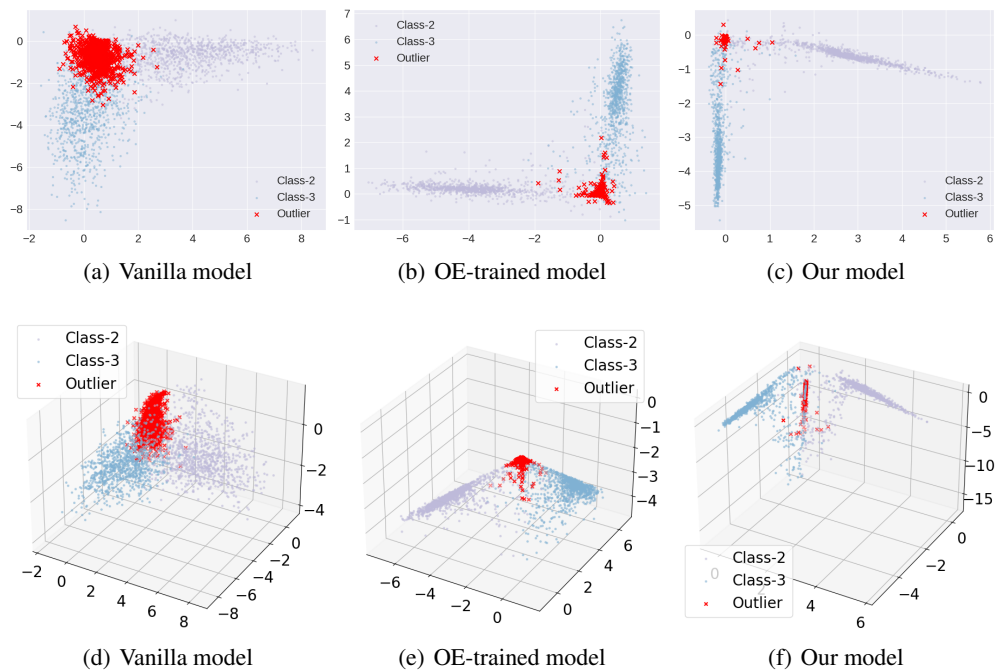 0
−2
−4
−6
−8
−2 0 2 4 6 8
Class-2
Class-3
Outlier
(a) Vanilla model
7
6
5
4
3
2
1
0
−1
−6 −4 −2 0
Class-2
Class-3
Outlier
(b) OE-trained model
0
−1
−2
−3
−4
−5
0 1 2 3 4 5 6
Class-2
Class-3
Outlier
(c) Our model
Class-2
Class-3
Outlier
0
−2
−4
−2 0 2 4 6 8
−8 −6 −4 −2 0
(d) Vanilla model
Class-2
Class-3
Outlier
0
−1
−2
−3
−4
−6 −4 −2 0
0 2 4 6
(e) OE-trained model
0
−5
−10
−15
Class-2
Class-3
Outlier
0 2 4 6
−4 −2 0
(f) Our model